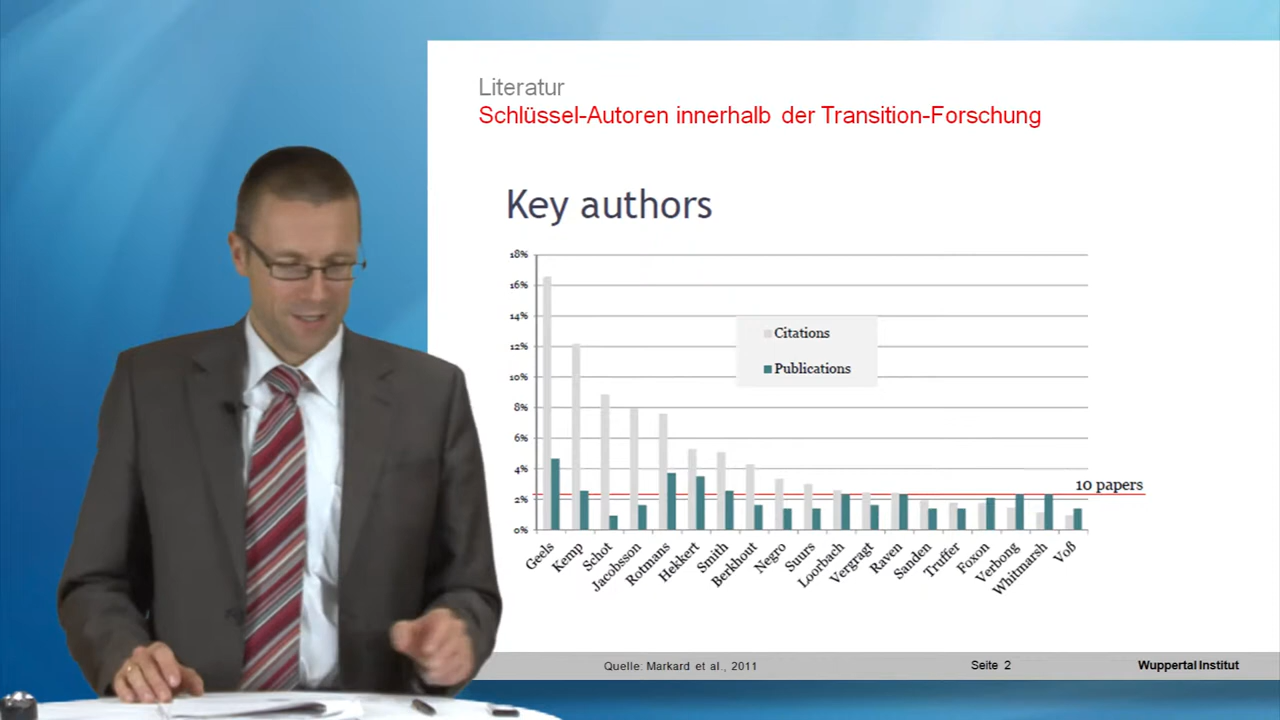 Literatur
Schlüssel-Autoren innerhalb der Transition-Forschung
Key authors
18%
16%
14%
12%
10%
8%
6%
4%
2%
0%
Citations
Publications
10 papers
Geels
Kemp
Schot
Jacobsson
Rotmans
Hekkert
Smith
Berkhout
Negro
Suurs
Loorbach
Vergragt
Raven
Sanden
Truffer
Foxon
Verbong
Whitmarsh
Voß
Quelle: Markard et al., 2011
Seite 2
Wuppertal Institut